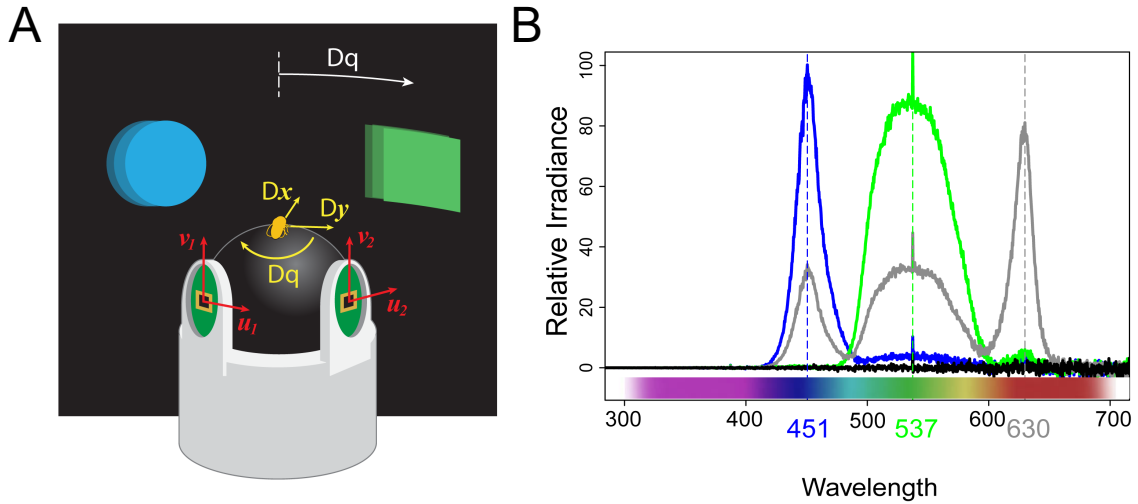 A
Dq
Dx
Dy
v1
v2
Dq
u1
u2
B
Relative Irradiance
100
80
60
40
20
0
300 400 500 600 700
451 537 630
Wavelength